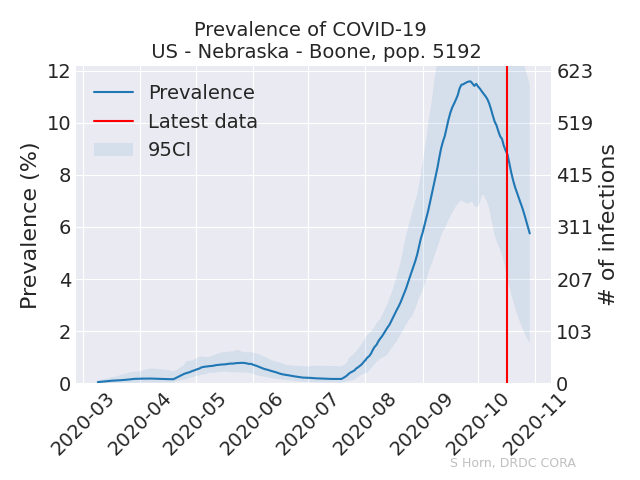 Prevalence of COVID-19
US - Nebraska - Boone, pop. 5192
Prevalence (%)
12
10
8
6
4
2
0
Prevalence
Latest data
95CI
623
519
415
311
207
103
0
# of infections
2020-03
2020-04
2020-05
2020-06
2020-07
2020-08
2020-09
2020-10
2020-11
S Horn, DRDC CORA